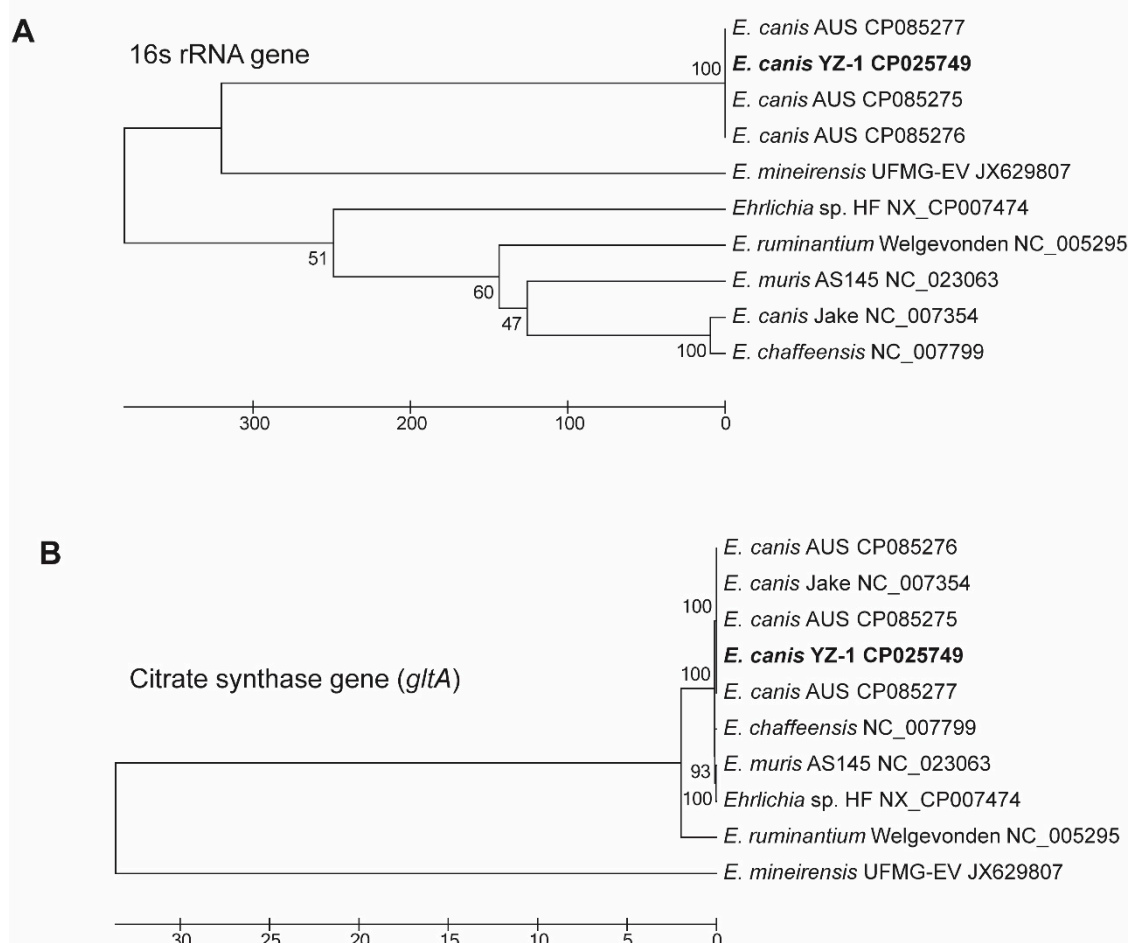 A
16s rRNA gene
E. canis AUS CP085277
100
E. canis YZ-1 CP025749
E. canis AUS CP085275
E. canis AUS CP085276
E. mineirensis UFMG-EV JX629807
Ehrlichia sp. HF NX_CP007474
51
E. ruminantium Welgevonden NC_005295
60
E. muris AS145 NC_023063
47
E. canis Jake NC_007354
100
E. chaffeensis NC_007799
300 200 100 0
B
Citrate synthase gene (gltA)
E. canis AUS CP085276
E. canis Jake NC_007354
100
E. canis AUS CP085275
E. canis YZ-1 CP025749
100
E. canis AUS CP085277
E. chaffeensis NC_007799
E. muris AS145 NC_023063
93
Ehrlichia sp. HF NX_CP007474
100
E. ruminantium Welgevonden NC_005295
E. mineirensis UFMG-EV JX629807
30 25 20 15 10 5 0